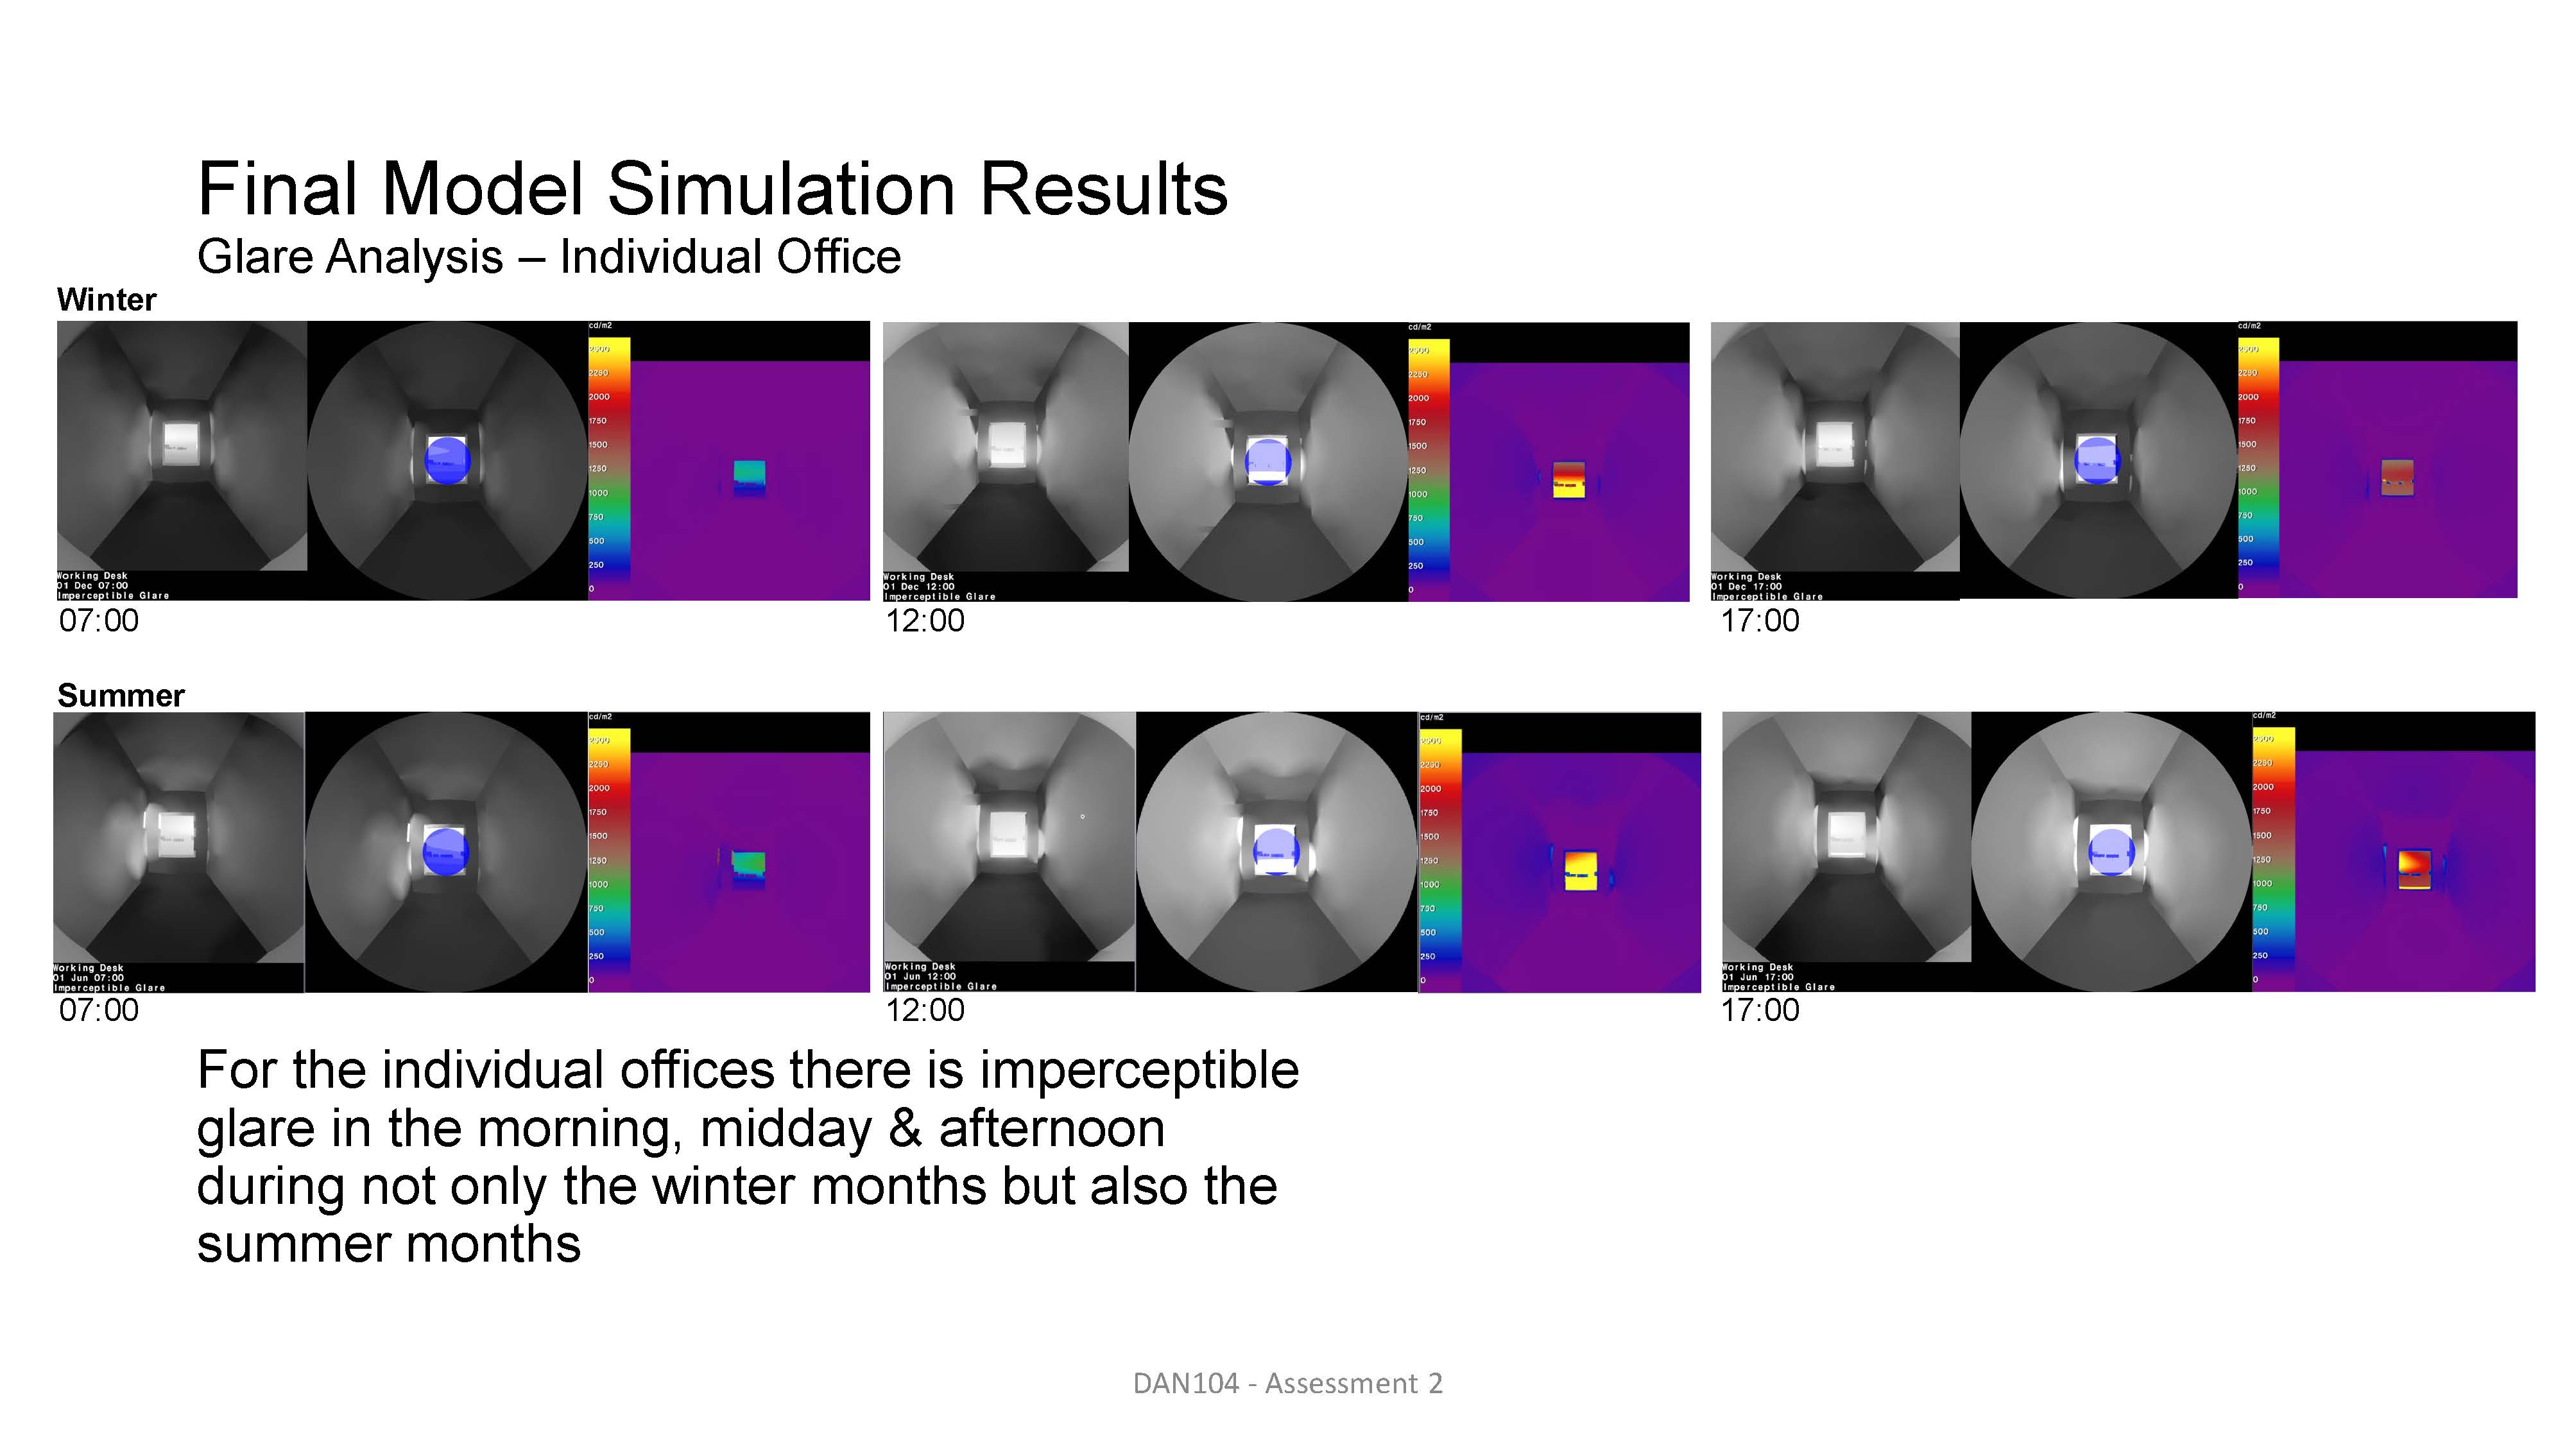 Final Model Simulation Results
Glare Analysis – Individual Office
Winter
cd/m2
2500
2250
2000
1750
1500
1250
1000
750
500
250
0
Working Desk
01 Dec 07:00
Imperceptible Glare
07:00
cd/m2
2500
2250
2000
1750
1500
1250
1000
750
500
250
0
Working Desk
01 Dec 12:00
Imperceptible Glare
12:00
cd/m2
2500
2250
2000
1750
1500
1250
1000
750
500
250
0
Working Desk
01 Dec 17:00
Imperceptible Glare
17:00
Summer
cd/m2
2500
2250
2000
1750
1500
1250
1000
750
500
250
0
Working Desk
01 Jun 07:00
Imperceptible Glare
07:00
cd/m2
2500
2250
2000
1750
1500
1250
1000
750
500
250
0
Working Desk
01 Jun 12:00
Imperceptible Glare
12:00
cd/m2
2500
2250
2000
1750
1500
1250
1000
750
500
250
0
Working Desk
01 Jun 17:00
Imperceptible Glare
17:00
For the individual offices there is imperceptible
glare in the morning, midday & afternoon
during not only the winter months but also the
summer months
DAN104 - Assessment 2